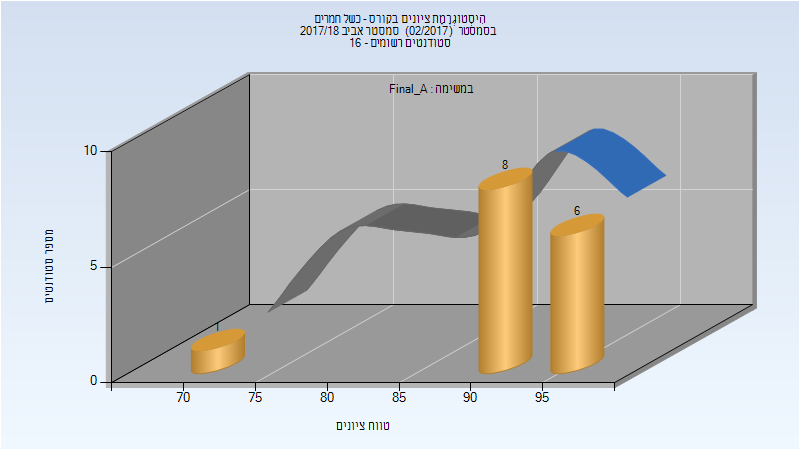 היסטוגרמת ציונים בקורס - כשל חמרים
בסמסטר (02/2017) סמסטר אביב 2017/18
סטודנטים רשומים - 16
במשימה : Final_A
10
5
0
מספר סטודנטים
1
8
6
70 75 80 85 90 95
טווח ציונים